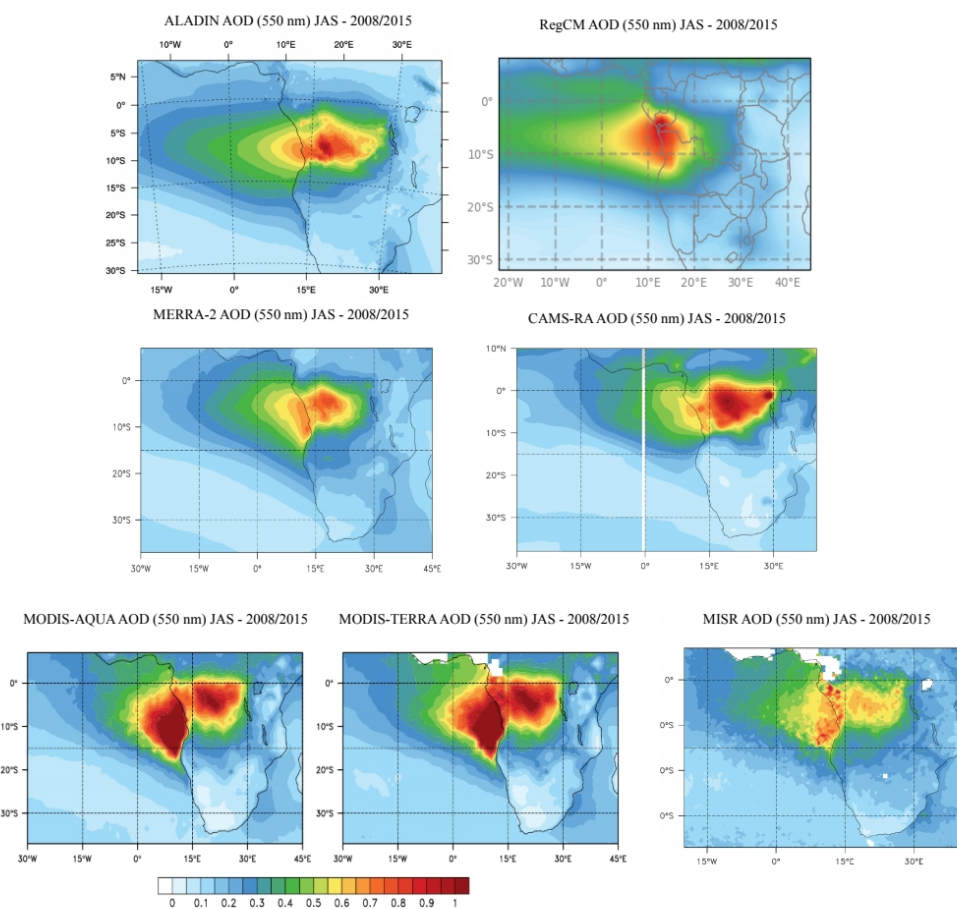 ALADIN AOD (550 nm) JAS - 2008/2015
10°W 0° 10°E 20°E 30°E
5°N
0°
5°S
10°S
15°S
20°S
25°S
30°S
15°W 0° 15°E 30°E
RegCM AOD (550 nm) JAS - 2008/2015
0°
10°S
20°S
30°S
20°W 10°W 0° 10°E 20°E 30°E 40°E
MERRA-2 AOD (550 nm) JAS - 2008/2015
0°
10°S
20°S
30°S
30°W 15°W 0° 15°E 30°E 45°E
CAMS-RA AOD (550 nm) JAS - 2008/2015
10°N
0°
10°S
20°S
30°S
30°W 0° 15°E 30°E
MODIS-AQUA AOD (550 nm) JAS - 2008/2015
0°
10°S
20°S
30°S
30°W 15°W 0° 15°E 30°E 45°E
MODIS-TERRA AOD (550 nm) JAS - 2008/2015
0°
10°S
20°S
30°S
30°W 15°W 0° 15°E 30°E 45°E
MISR AOD (550 nm) JAS - 2008/2015
0°
0°S
0°S
0°S
15°W 0° 15°E 30°E
0 0.1 0.2 0.3 0.4 0.5 0.6 0.7 0.8 0.9 1